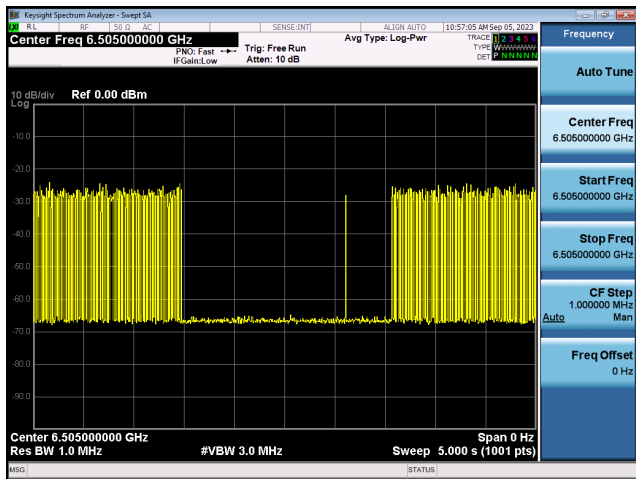 Keysight Spectrum Analyzer - Swept SA
RL RF 50 Ω AC SENSE:INT ALIGN AUTO 10:57:05 AM Sep 05, 2023
Center Freq 6.505000000 GHz
PNO: Fast
IFGain:Low
Trig: Free Run
Atten: 10 dB
Avg Type: Log-Pwr
TRACE 1 2 3 4 5 6
TYPE WWWWWW
DET P N N N N N
10 dB/div Ref 0.00 dBm
Log
-10.0
-20.0
-30.0
-40.0
-50.0
-60.0
-70.0
-80.0
-90.0
Center 6.505000000 GHz Span 0 Hz
Res BW 1.0 MHz #VBW 3.0 MHz Sweep 5.000 s (1001 pts)
MSG STATUS
Frequency
Auto Tune
Center Freq
6.505000000 GHz
Start Freq
6.505000000 GHz
Stop Freq
6.505000000 GHz
CF Step
1.000000 MHz
Auto Man
Freq Offset
0 Hz